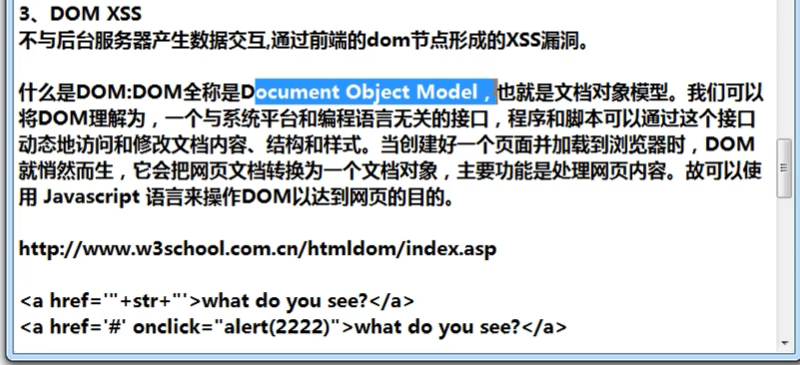 3、DOM XSS
不与后台服务器产生数据交互,通过前端的dom节点形成的XSS漏洞。
什么是DOM:DOM全称是Document Object Model，也就是文档对象模型。我们可以
将DOM理解为，一个与系统平台和编程语言无关的接口，程序和脚本可以通过这个接口
动态地访问和修改文档内容、结构和样式。当创建好一个页面并加载到浏览器时，DOM
就悄然而生，它会把网页文档转换为一个文档对象，主要功能是处理网页内容。故可以使
用 Javascript 语言来操作DOM以达到网页的目的。
http://www.w3school.com.cn/htmldom/index.asp
<a href='"+str+"'>what do you see?</a>
<a href='#' onclick="alert(2222)">what do you see?</a>